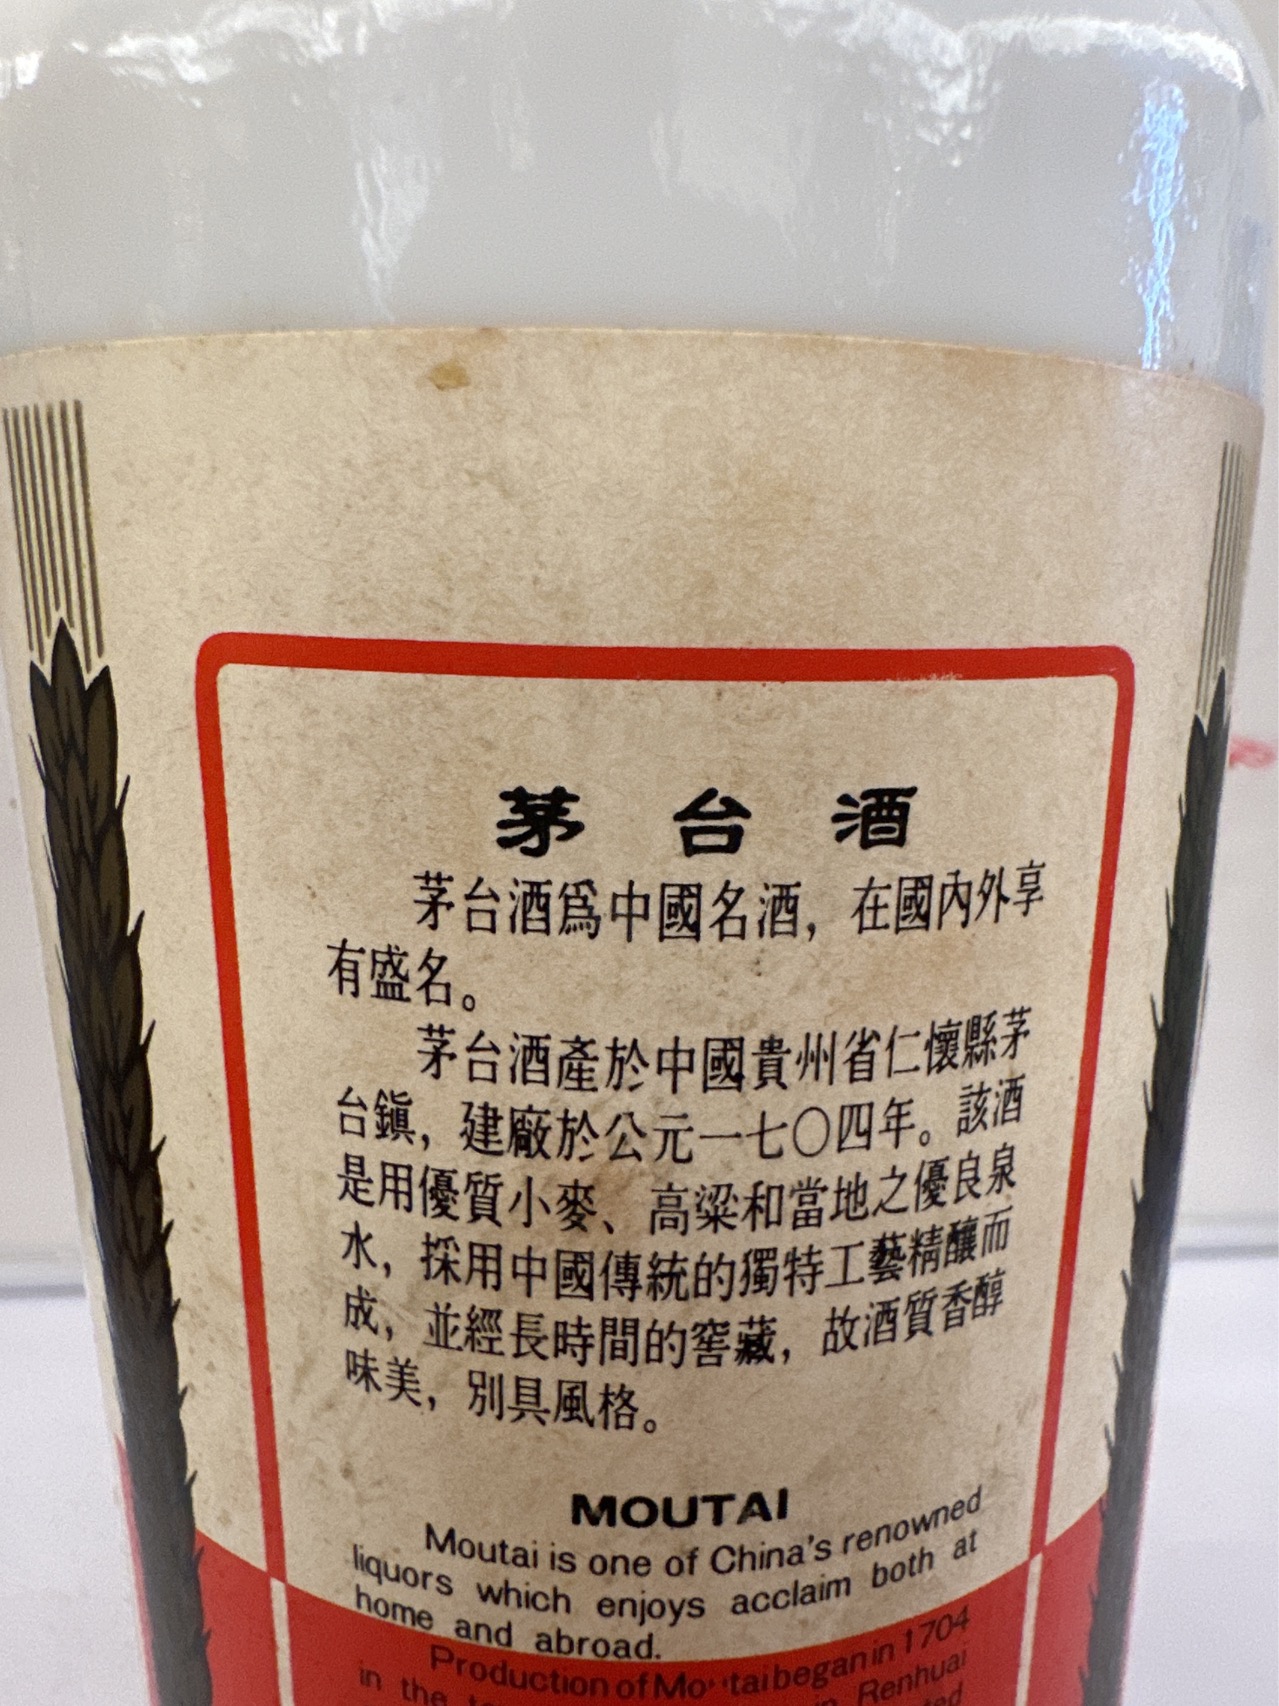 茅台酒
茅台酒爲中國名酒，在國內外享
有盛名。
茅台酒產於中國貴州省仁懷縣茅
台鎭，建廠於公元一七〇四年。該酒
是用優質小麥、高粱和當地之優良泉
水，採用中國傳統的獨特工藝精釀而
成，並經長時間的窖藏，故酒質香醇
味美，別具風格。
MOUTAI
Moutai is one of China's renowned
liquors which enjoys acclaim both at
home and abroad.
Production of Moutai began in 1704
in the Renhuai